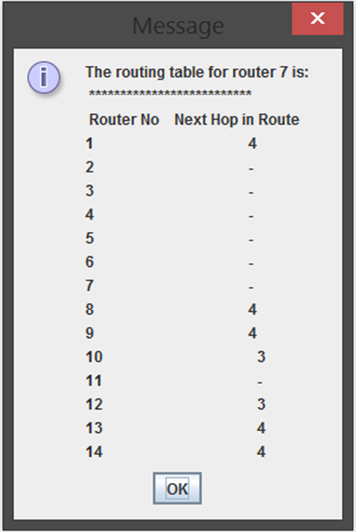 Message
x
i
The routing table for router 7 is:
**************************
Router No Next Hop in Route
1 4
2 -
3 -
4 -
5 -
6 -
7 -
8 4
9 4
10 3
11 -
12 3
13 4
14 4
OK